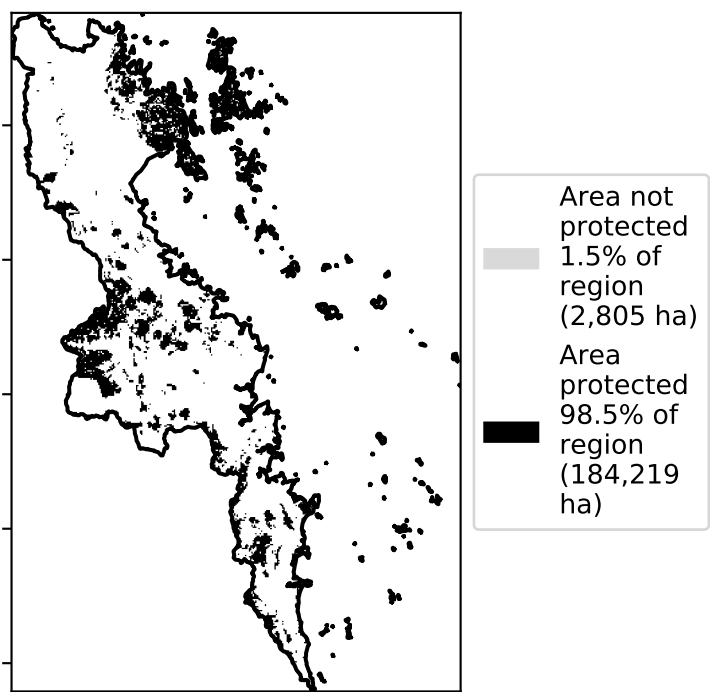 Area not
protected
1.5% of
region
(2,805 ha)
Area
protected
98.5% of
region
(184,219
ha)